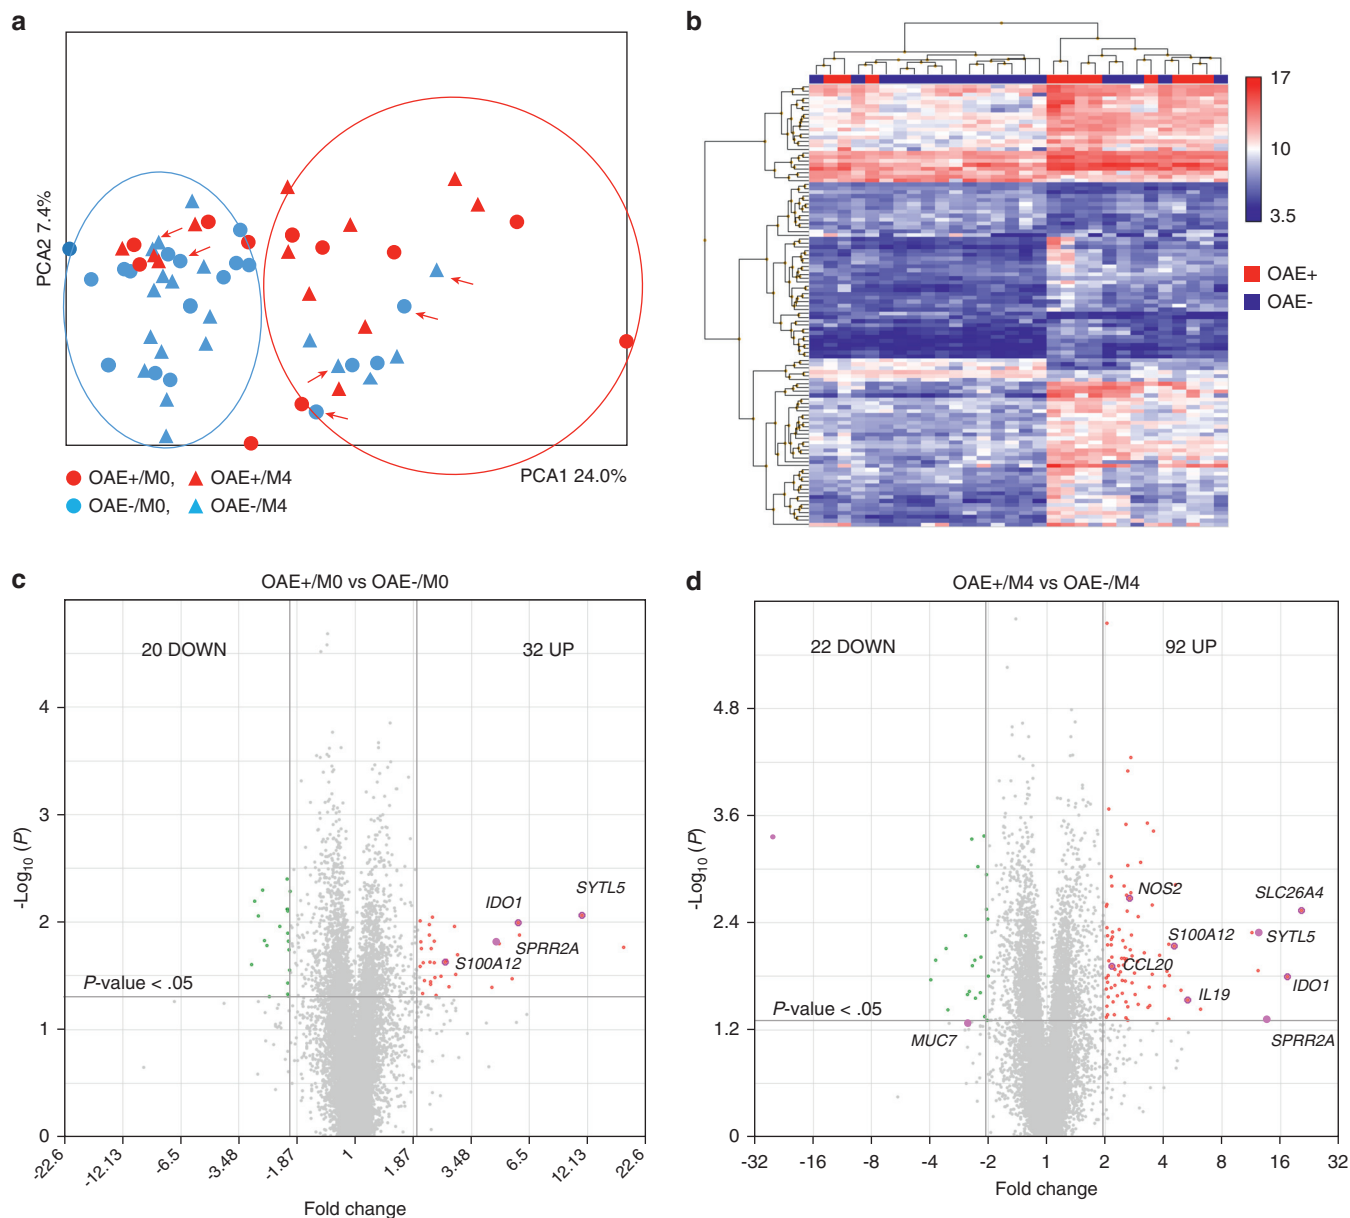 a
PCA2 7.4%
PCA1 24.0%
OAE+/M0, OAE+/M4
OAE-/M0, OAE-/M4
b
17
10
3.5
OAE+
OAE-
c
OAE+/M0 vs OAE-/M0
20 DOWN 32 UP
SYTL5
IDO1
SPRR2A
S100A12
P-value < .05
-Log10 (P)
4
3
2
1
0
-22.6 -12.13 -6.5 -3.48 -1.87 1 1.87 3.48 6.5 12.13 22.6
Fold change
d
OAE+/M4 vs OAE-/M4
22 DOWN 92 UP
NOS2 SLC26A4
S100A12 SYTL5
CCL20 IDO1
IL19
P-value < .05
MUC7 SPRR2A
-Log10 (P)
4.8
3.6
2.4
1.2
0
-32 -16 -8 -4 -2 1 2 4 8 16 32
Fold change